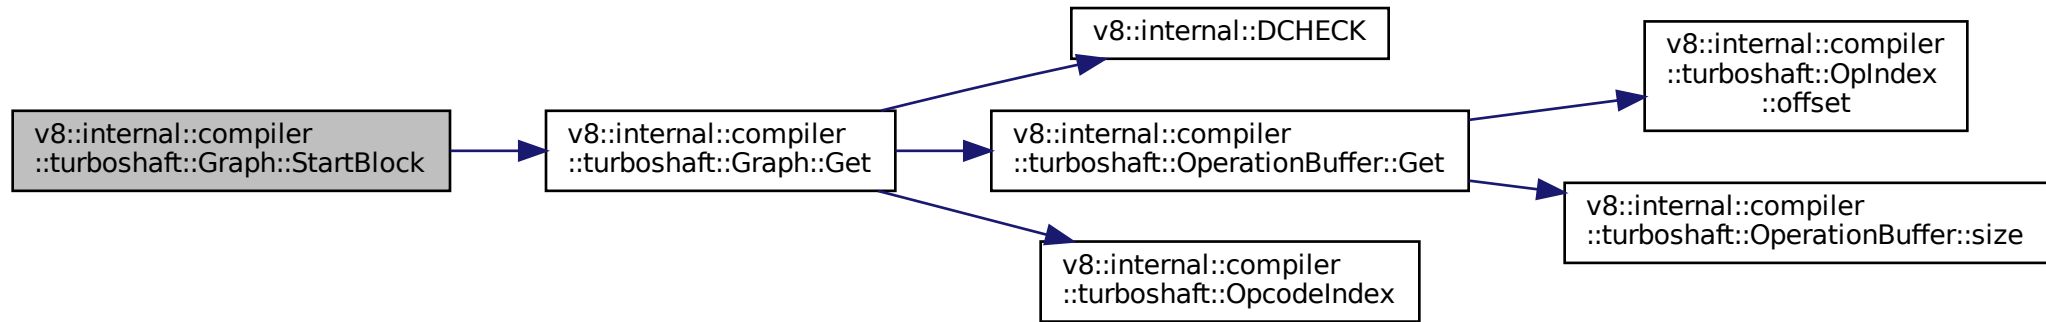 v8::internal::compiler
::turboshaft::Graph::StartBlock
v8::internal::compiler
::turboshaft::Graph::Get
v8::internal::DCHECK
v8::internal::compiler
::turboshaft::OperationBuffer::Get
v8::internal::compiler
::turboshaft::OpcodeIndex
v8::internal::compiler
::turboshaft::OpIndex
::offset
v8::internal::compiler
::turboshaft::OperationBuffer::size